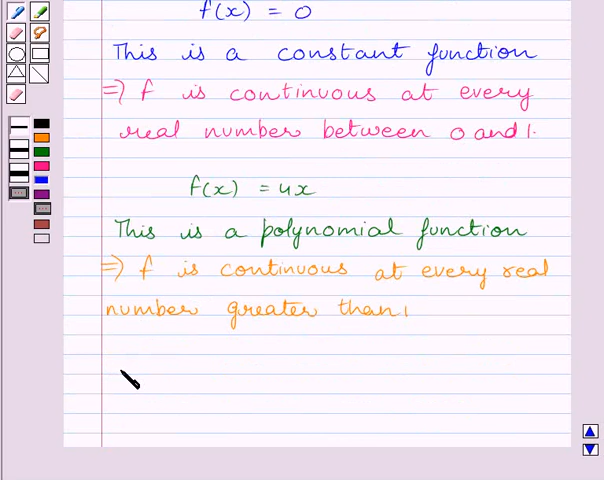 f(x) = 0
This is a constant function
=> f is continuous at every
real number between 0 and 1.
f(x) = 4x
This is a polynomial function
=> f is continuous at every real
number greater than 1